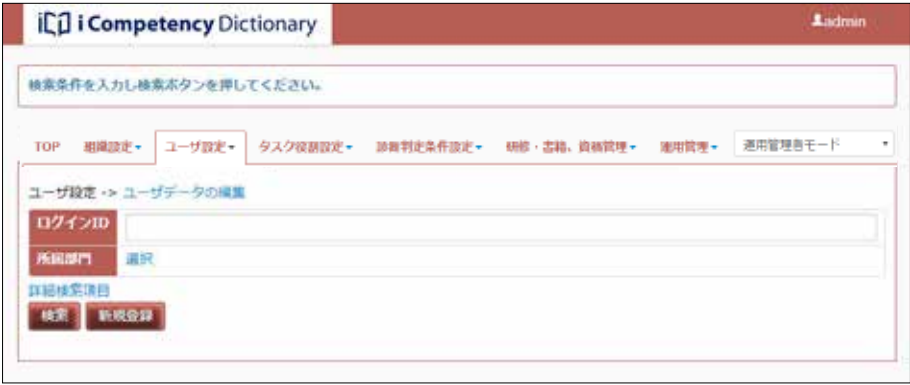 iCD i Competency Dictionary
admin
検索条件を入力し検索ボタンを押してください。
TOP 組織設定 ユーザ設定 タスク役割設定 診断判定条件設定 研修・書籍、資格管理 運用管理 運用管理者モード
ユーザ設定 -> ユーザデータの編集
ログインID
所属部門 選択
詳細検索項目
検索 新規登録